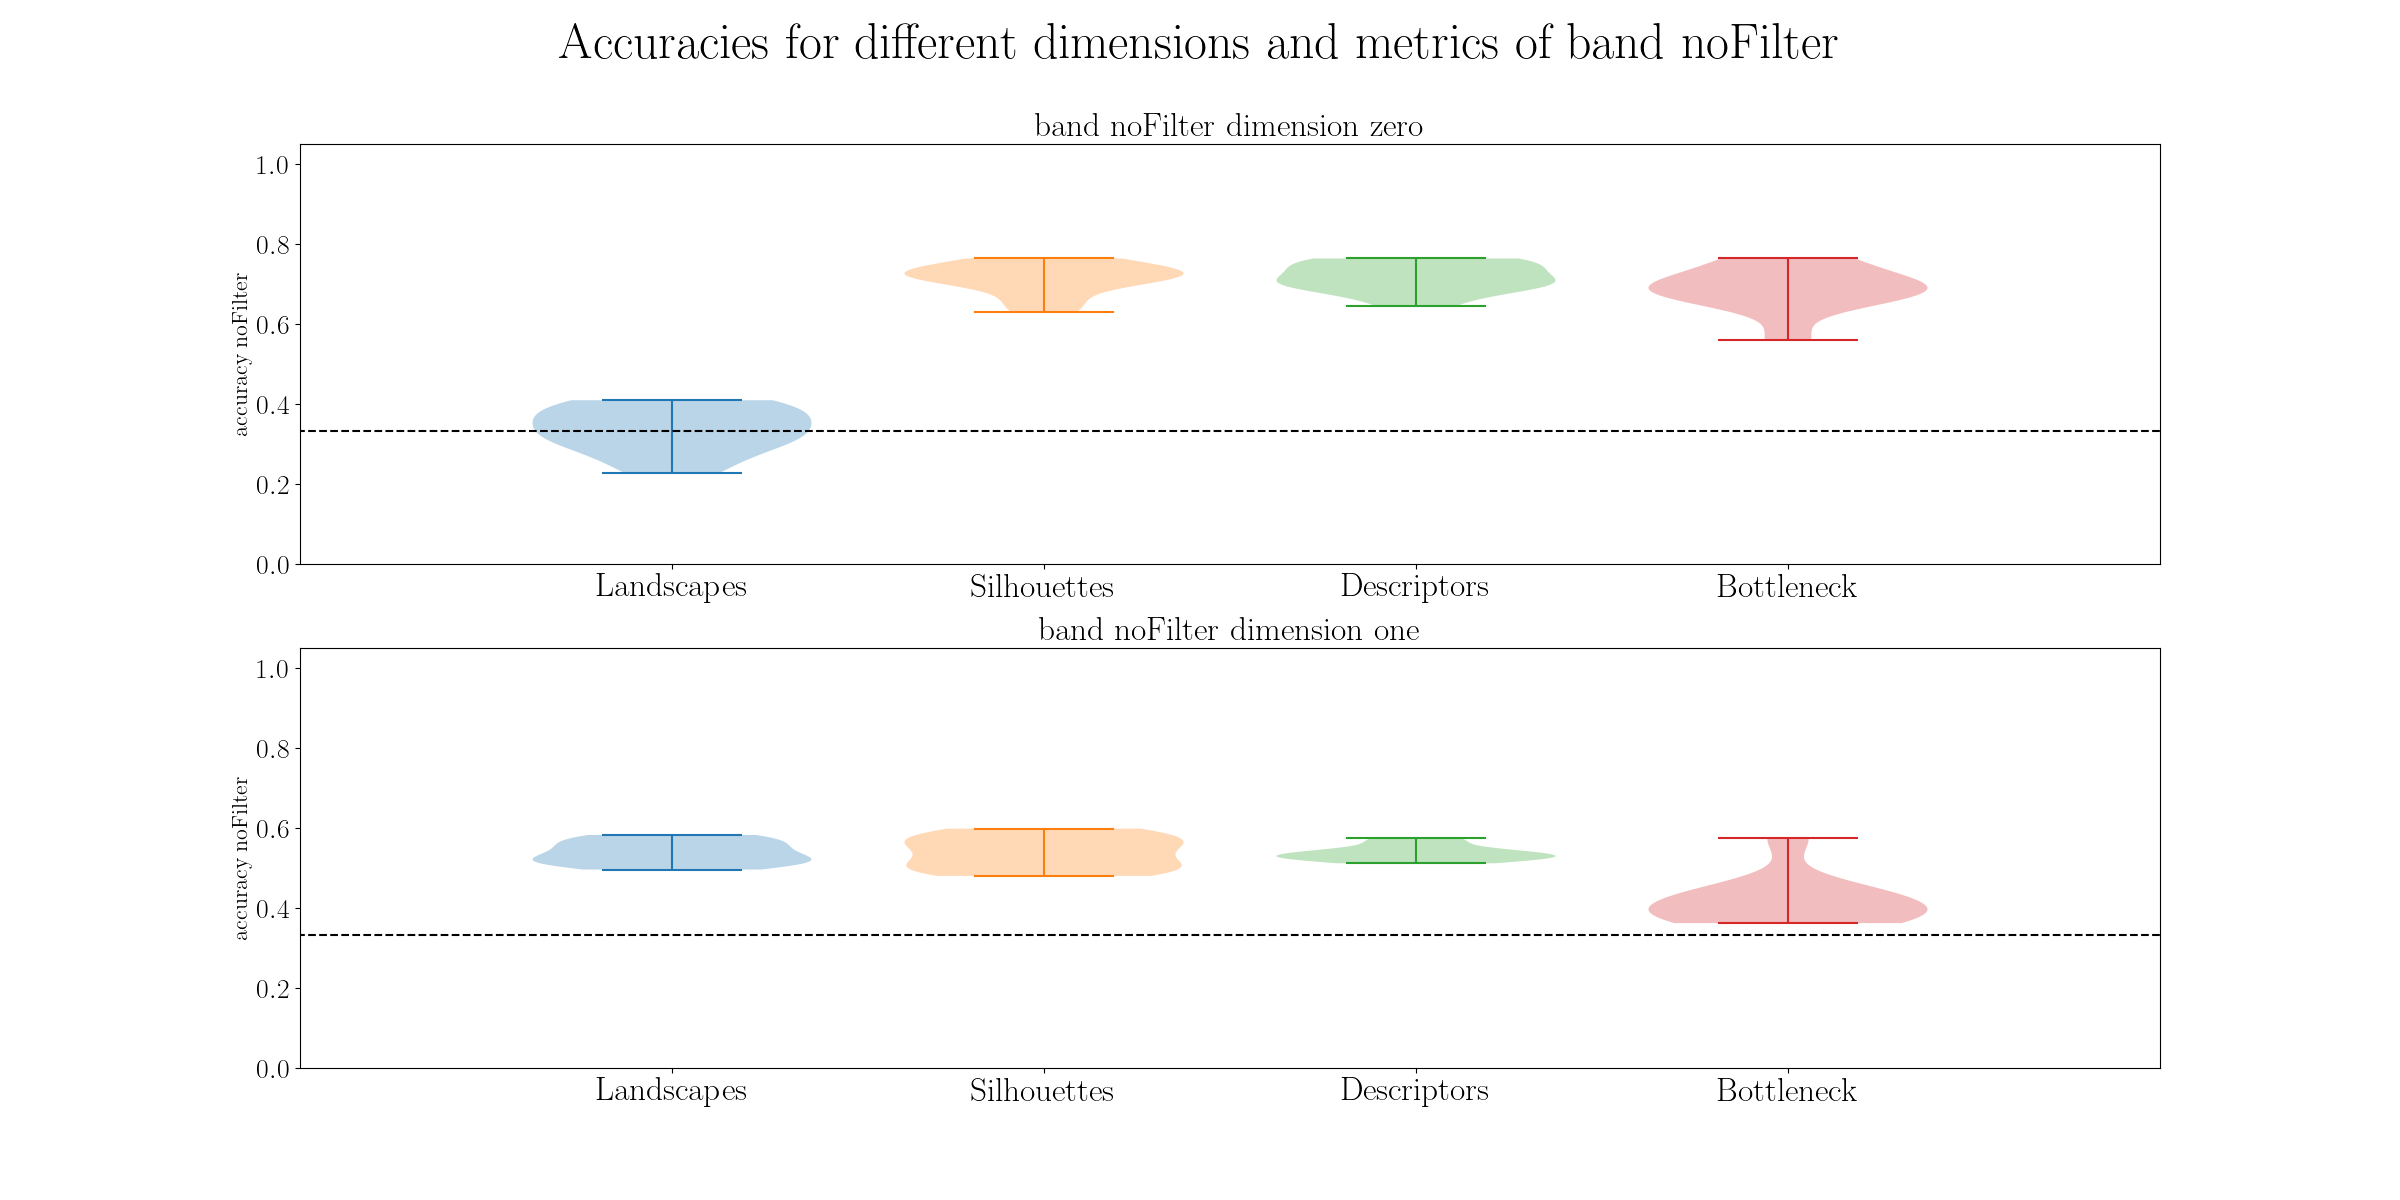 Accuracies for different dimensions and metrics of band noFilter
band noFilter dimension zero
accuracy noFilter
1.0
0.8
0.6
0.4
0.2
0.0
Landscapes Silhouettes Descriptors Bottleneck
band noFilter dimension one
accuracy noFilter
1.0
0.8
0.6
0.4
0.2
0.0
Landscapes Silhouettes Descriptors Bottleneck